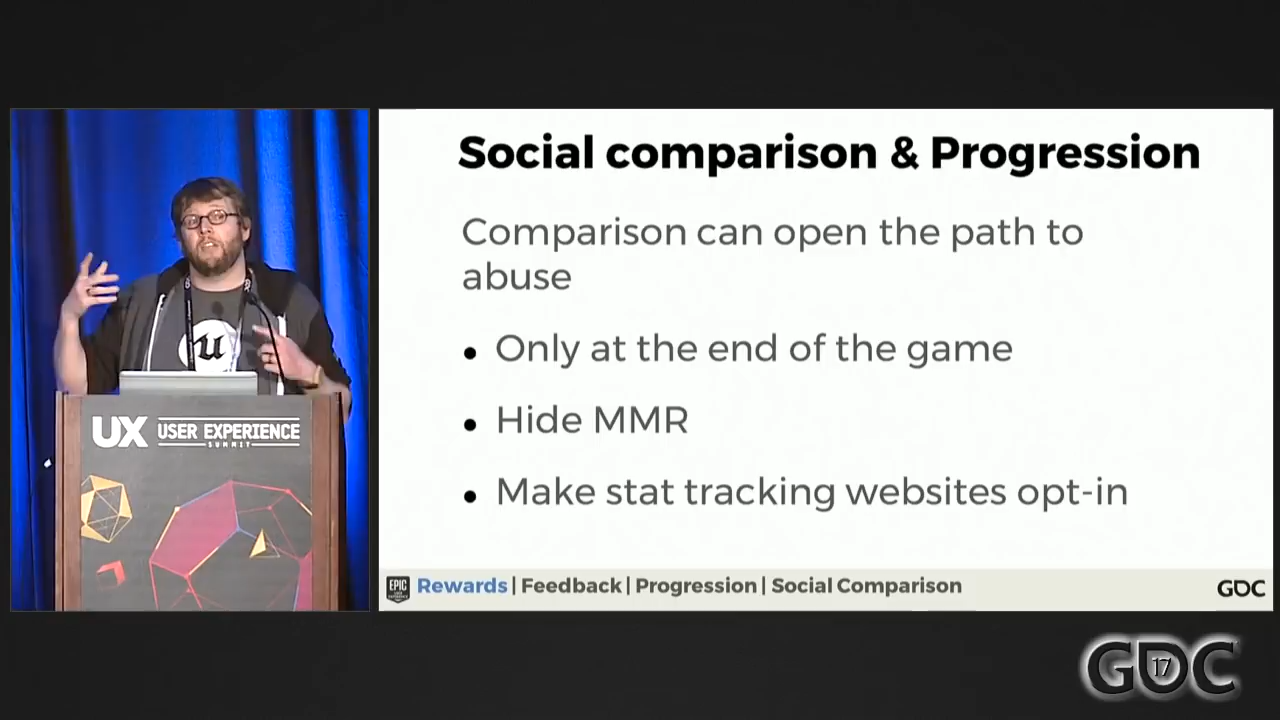 Social comparison & Progression
Comparison can open the path to
abuse
• Only at the end of the game
• Hide MMR
• Make stat tracking websites opt-in
EPIC
Rewards | Feedback | Progression | Social Comparison
GDC
UX USER EXPERIENCE
SUMMIT
GDC
17